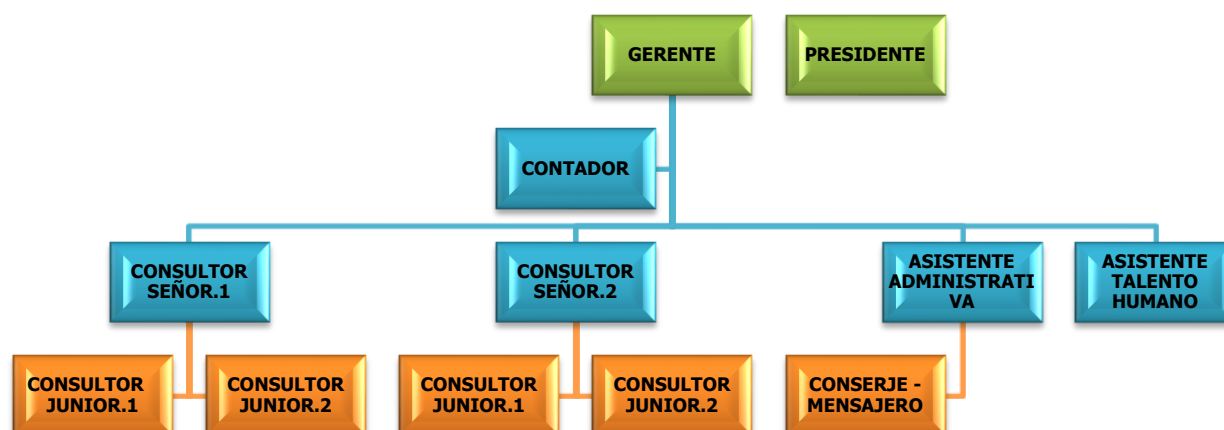 GERENTE
PRESIDENTE
CONTADOR
CONSULTOR
SEÑOR.1
CONSULTOR
SEÑOR.2
ASISTENTE
ADMINISTRATI
VA
ASISTENTE
TALENTO
HUMANO
CONSULTOR
JUNIOR.1
CONSULTOR
JUNIOR.2
CONSULTOR
JUNIOR.1
CONSULTOR
JUNIOR.2
CONSERJE -
MENSAJERO